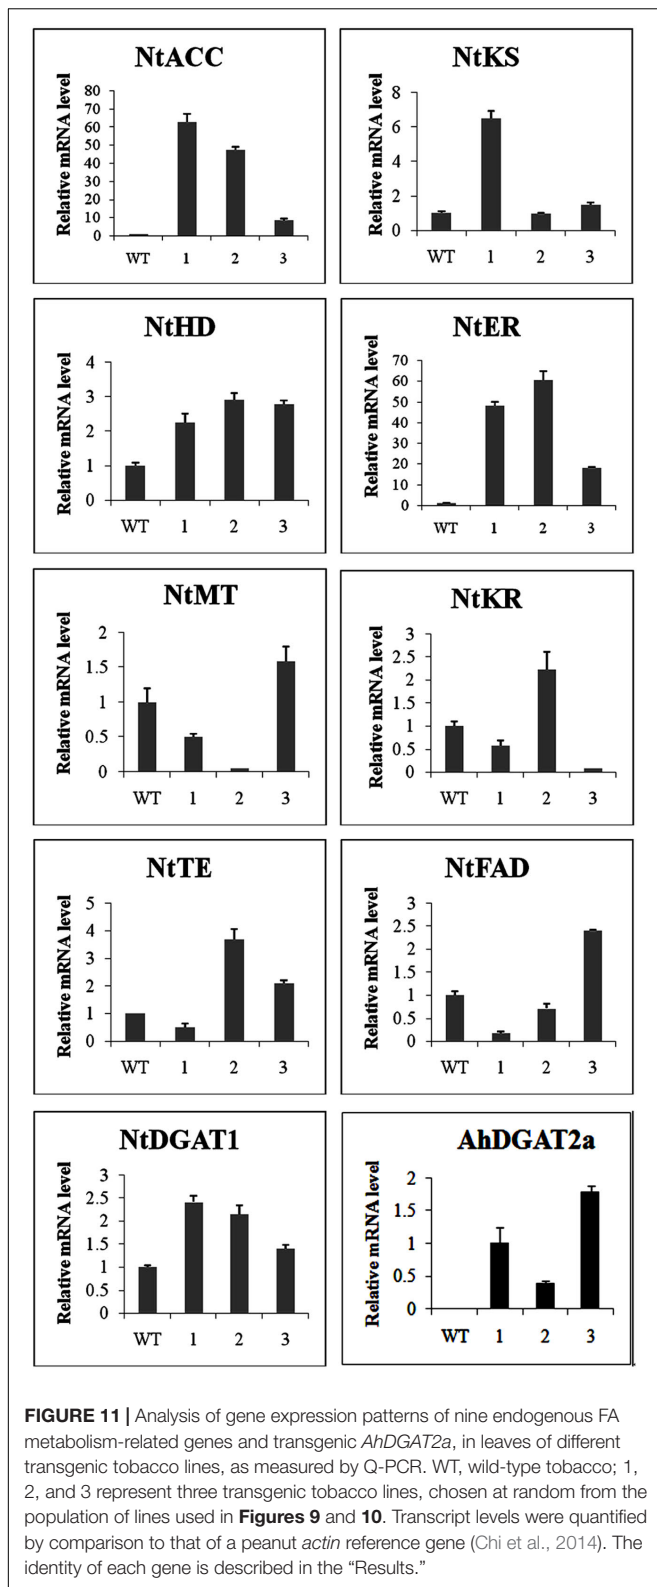 NtACC
Relative mRNA level
80
70
60
50
40
30
20
10
0
WT 1 2 3
NtKS
Relative mRNA level
8
6
4
2
0
WT 1 2 3
NtHD
Relative mRNA level
4
3
2
1
0
WT 1 2 3
NtER
Relative mRNA level
70
60
50
40
30
20
10
0
WT 1 2 3
NtMT
Relative mRNA level
2
1.5
1
0.5
0
WT 1 2 3
NtKR
Relative mRNA level
3
2.5
2
1.5
1
0.5
0
WT 1 2 3
NtTE
Relative mRNA level
5
4
3
2
1
0
WT 1 2 3
NtFAD
Relative mRNA level
3
2.5
2
1.5
1
0.5
0
WT 1 2 3
NtDGAT1
Relative mRNA level
3
2.5
2
1.5
1
0.5
0
WT 1 2 3
AhDGAT2a
Relative mRNA level
2
1.5
1
0.5
0
WT 1 2 3
FIGURE 11 | Analysis of gene expression patterns of nine endogenous FA
metabolism-related genes and transgenic AhDGAT2a, in leaves of different
transgenic tobacco lines, as measured by Q-PCR. WT, wild-type tobacco; 1,
2, and 3 represent three transgenic tobacco lines, chosen at random from the
population of lines used in Figures 9 and 10. Transcript levels were quantified
by comparison to that of a peanut actin reference gene (Chi et al., 2014). The
identity of each gene is described in the “Results.”